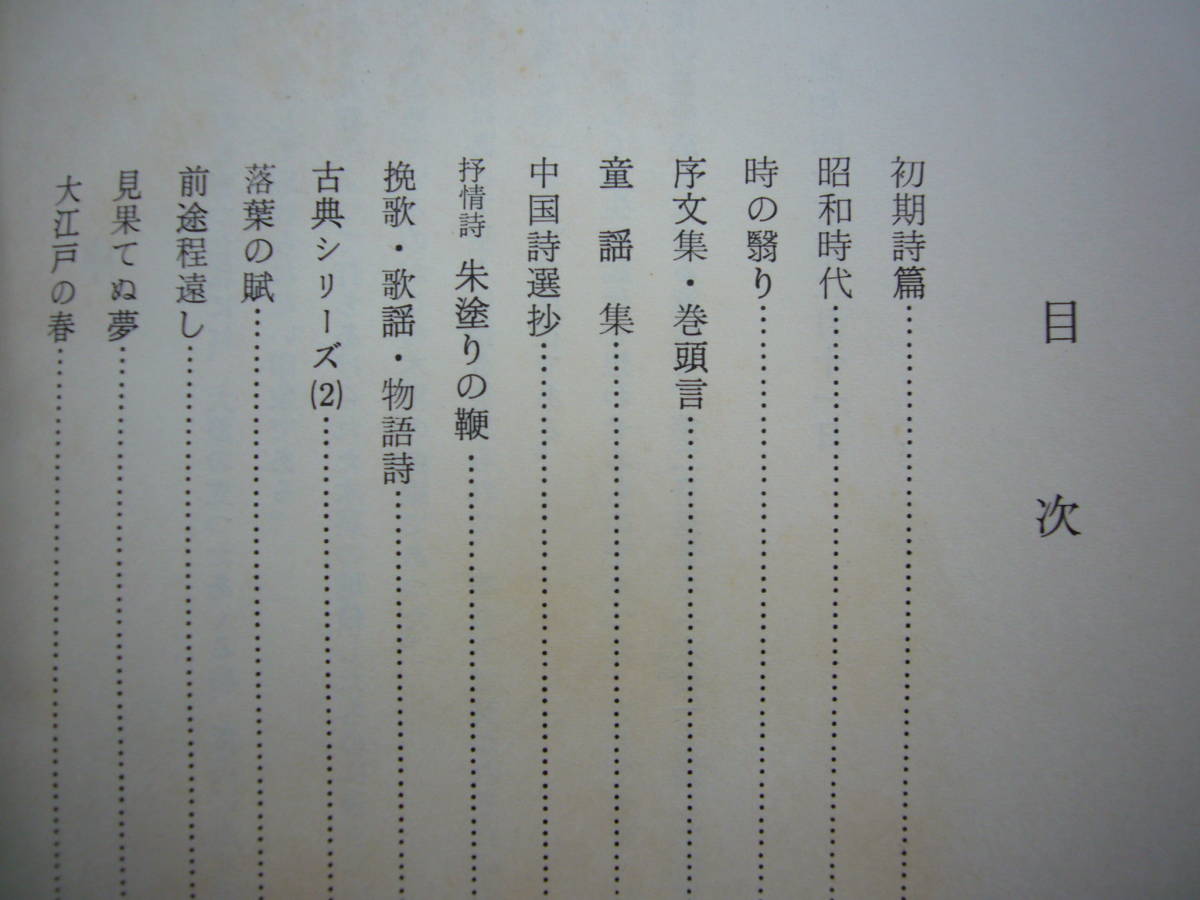 目次
初期詩篇……………………
昭和時代……………………
時の翳り……………………
序文集・巻頭言……………………
童謡集……………………
中国詩選抄……………………
抒情詩 朱塗りの鞭……………………
挽歌・歌謡・物語詩……………………
古典シリーズ(2)……………………
落葉の賦……………………
前途程遠し……………………
見果てぬ夢……………………
大江戸の春……………………